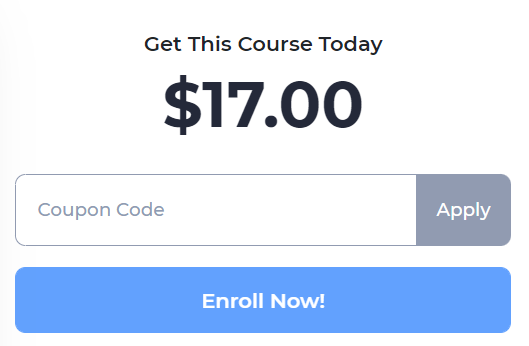 Get This Course Today
$17.00
Coupon Code Apply
Enroll Now!